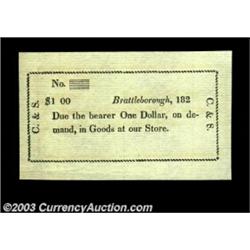 No.
$1 00 Brattleborough, 182
Due the bearer One Dollar, on de-
mand, in Goods at our Store.
C. & S.
C. & S.
© 2003 CurrencyAuction.com